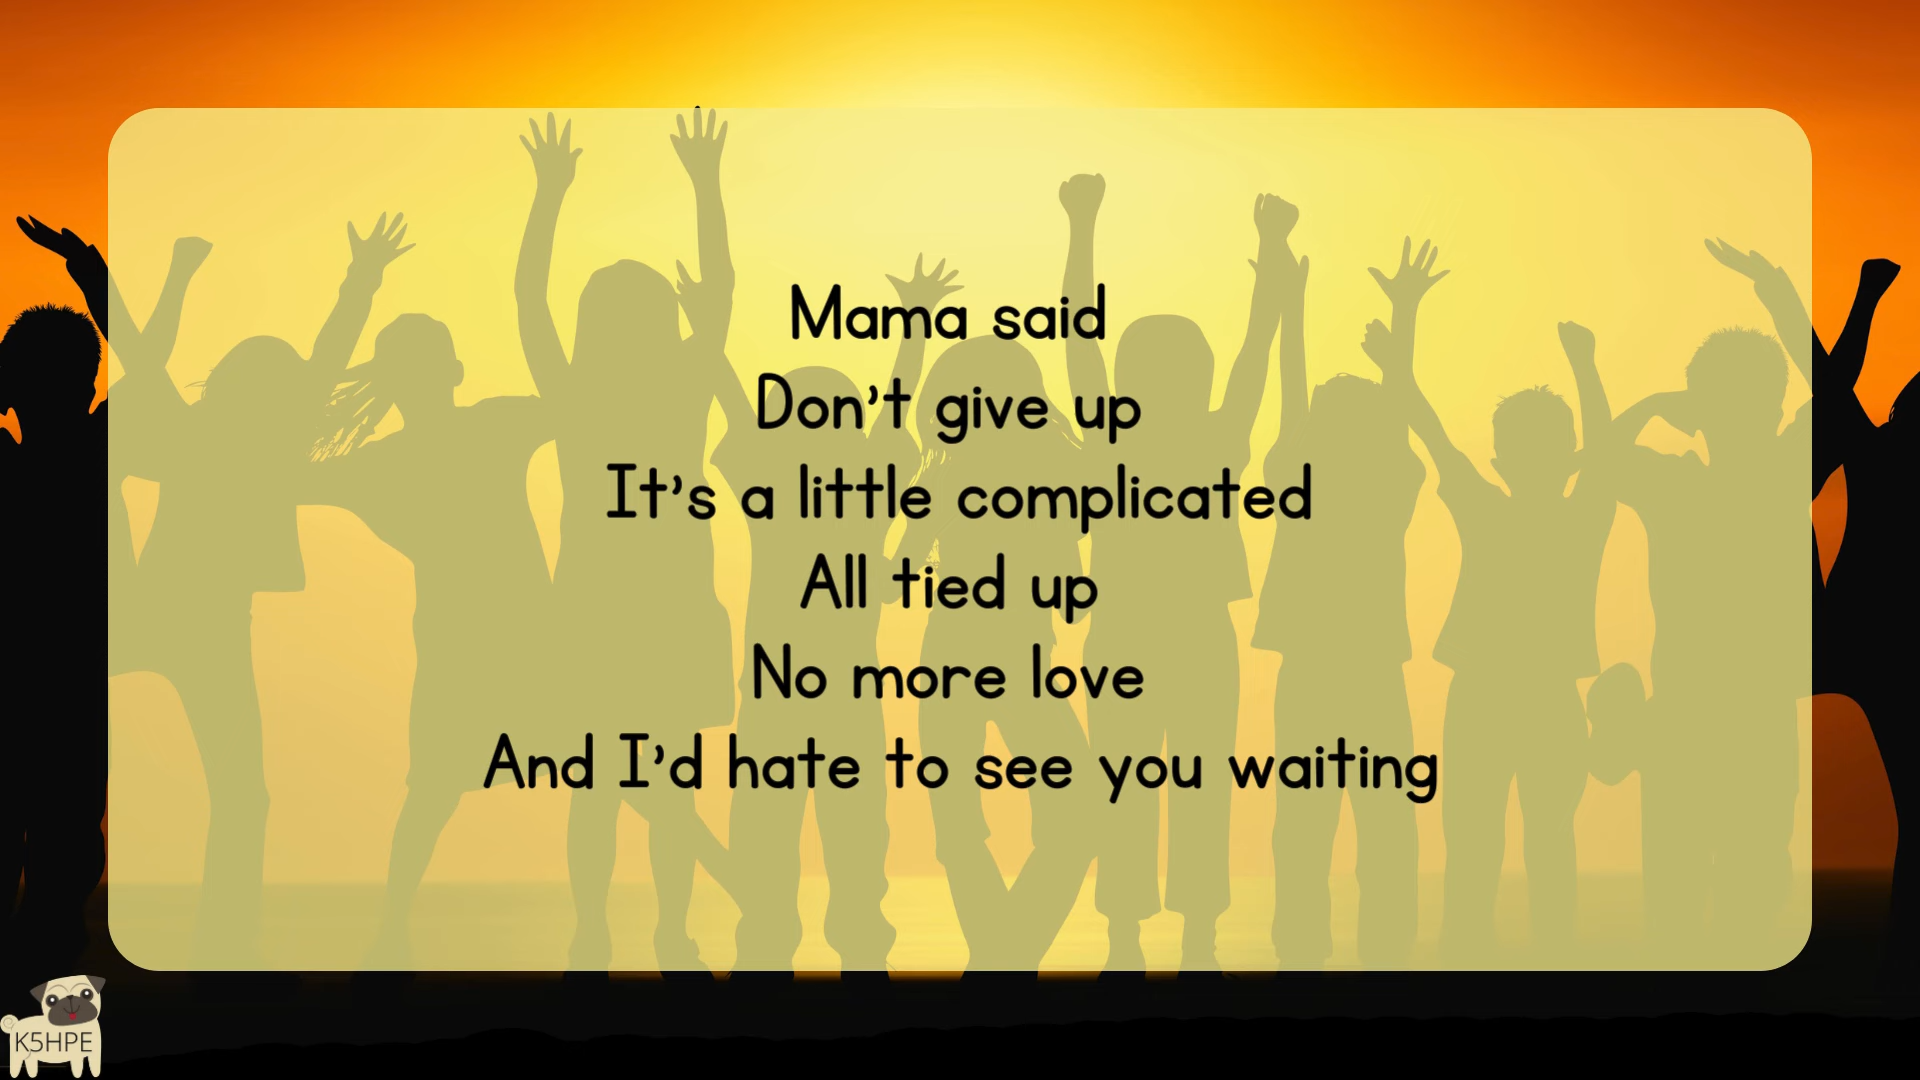 Mama said
Don't give up
It's a little complicated
All tied up
No more love
And I'd hate to see you waiting
K5HPE